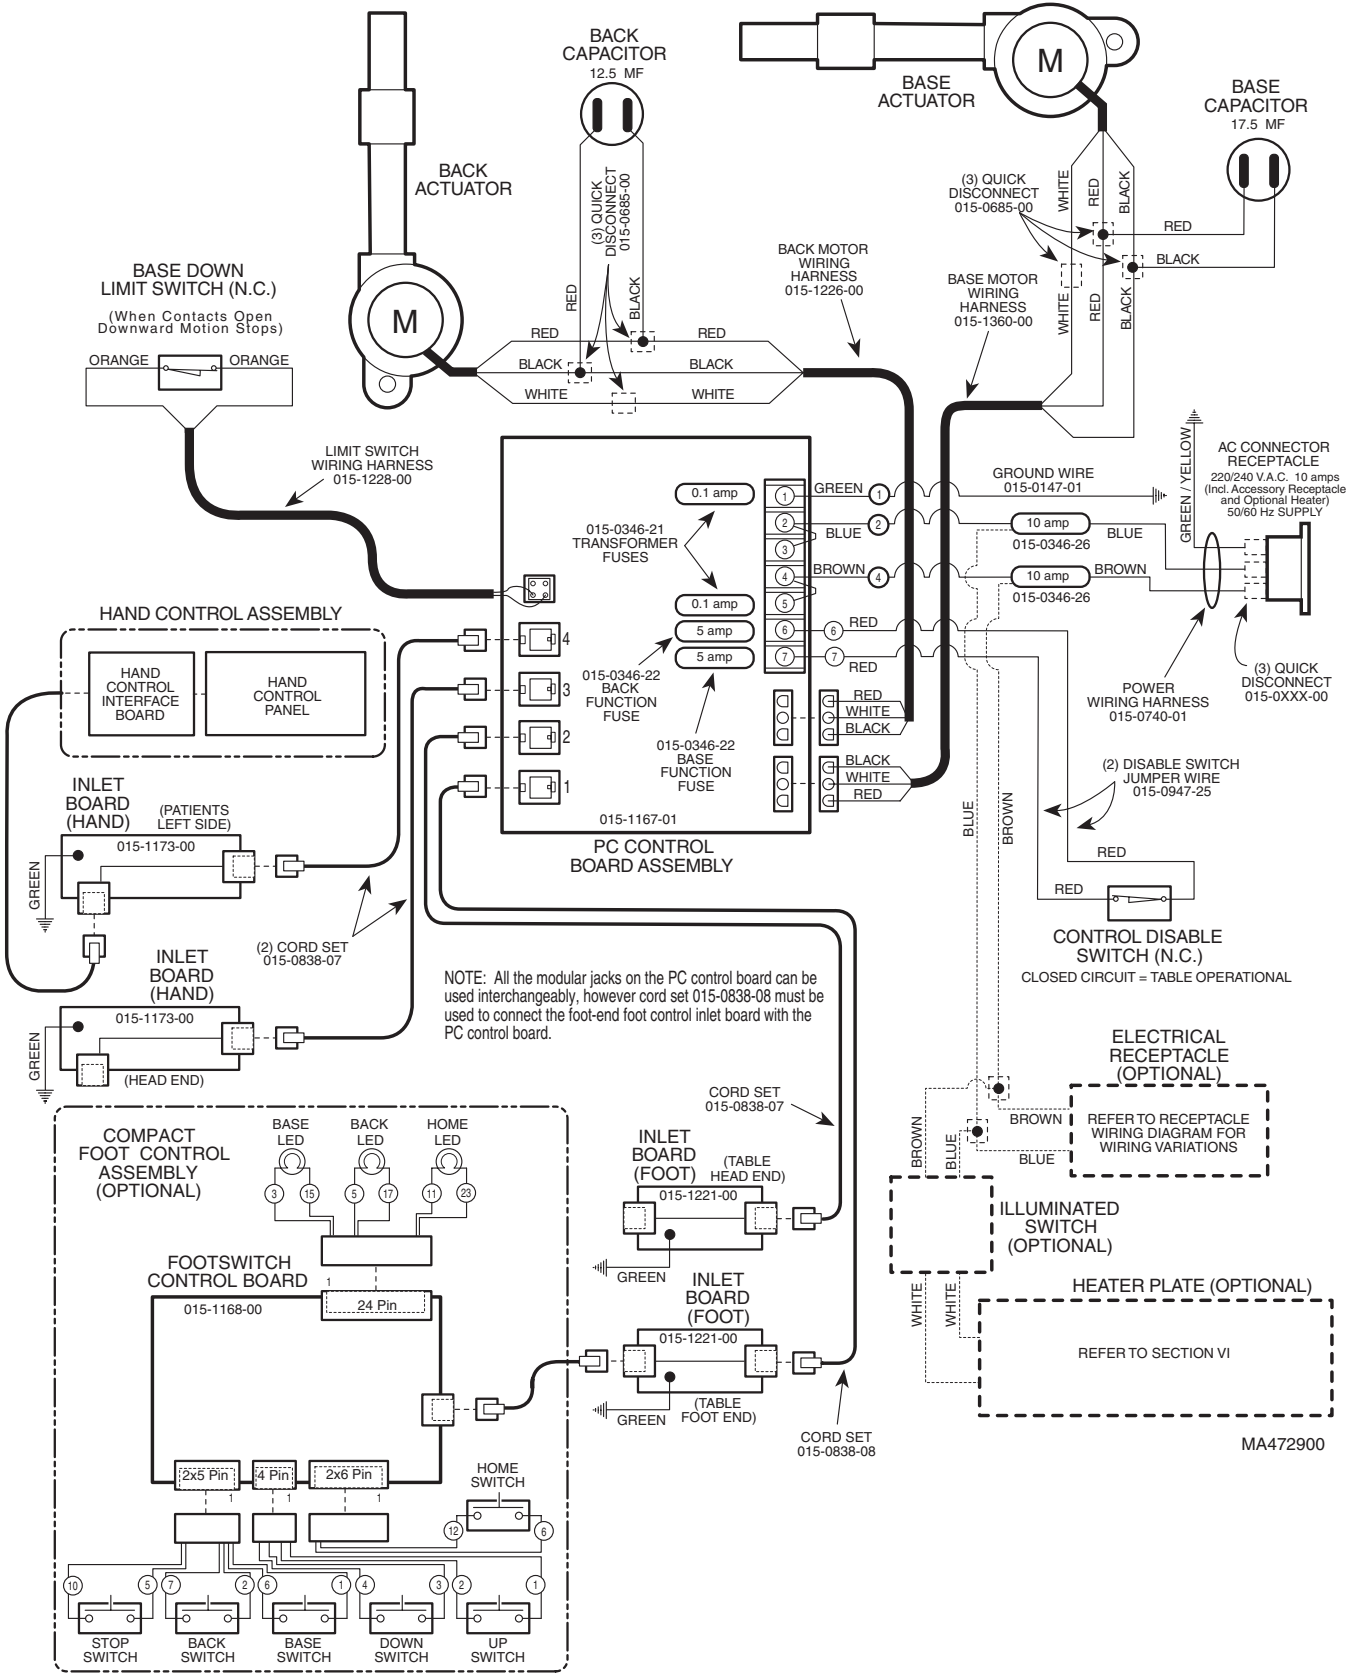 BACK
CAPACITOR
12.5 MF
M
BASE
ACTUATOR
BASE
CAPACITOR
17.5 MF
BACK
ACTUATOR
(3) QUICK
DISCONNECT
015-0685-00
RED
BLACK
(3) QUICK
DISCONNECT
015-0685-00
WHITE
RED
BLACK
RED
BLACK
WHITE
RED
BLACK
BACK MOTOR
WIRING
HARNESS
015-1226-00
BASE MOTOR
WIRING
HARNESS
015-1360-00
BASE DOWN
LIMIT SWITCH (N.C.)
(When Contacts Open
Downward Motion Stops)
ORANGE
ORANGE
M
RED
RED
BLACK
BLACK
WHITE
WHITE
LIMIT SWITCH
WIRING HARNESS
015-1228-00
0.1 amp
015-0346-21
TRANSFORMER
FUSES
0.1 amp
5 amp
5 amp
015-0346-22
BACK
FUNCTION
FUSE
015-0346-22
BASE
FUNCTION
FUSE
1
2
3
4
5
6
7
GREEN
1
BLUE
2
BROWN
4
6
RED
7
RED
RED
WHITE
BLACK
BLACK
WHITE
RED
4
3
2
1
015-1167-01
PC CONTROL
BOARD ASSEMBLY
GROUND WIRE
015-0147-01
10 amp
BLUE
015-0346-26
10 amp
BROWN
015-0346-26
GREEN / YELLOW
AC CONNECTOR
RECEPTACLE
220/240 V.A.C. 10 amps
(Incl. Accessory Receptacle
and Optional Heater)
50/60 Hz SUPPLY
POWER
WIRING HARNESS
015-0740-01
(3) QUICK
DISCONNECT
015-0XXX-00
(2) DISABLE SWITCH
JUMPER WIRE
015-0947-25
BLUE
BROWN
RED
RED
CONTROL DISABLE
SWITCH (N.C.)
CLOSED CIRCUIT = TABLE OPERATIONAL
HAND CONTROL ASSEMBLY
HAND
CONTROL
INTERFACE
BOARD
HAND
CONTROL
PANEL
INLET
BOARD
(HAND)
(PATIENTS
LEFT SIDE)
015-1173-00
GREEN
(2) CORD SET
015-0838-07
INLET
BOARD
(HAND)
015-1173-00
GREEN
(HEAD END)
NOTE: All the modular jacks on the PC control board can be
used interchangeably, however cord set 015-0838-08 must be
used to connect the foot-end foot control inlet board with the
PC control board.
ELECTRICAL
RECEPTACLE
(OPTIONAL)
REFER TO RECEPTACLE
WIRING DIAGRAM FOR
WIRING VARIATIONS
BROWN
BLUE
BROWN
BLUE
ILLUMINATED
SWITCH
(OPTIONAL)
WHITE
WHITE
HEATER PLATE (OPTIONAL)
REFER TO SECTION VI
MA472900
CORD SET
015-0838-07
INLET
BOARD
(FOOT)
(TABLE
HEAD END)
015-1221-00
GREEN
INLET
BOARD
(FOOT)
015-1221-00
GREEN
(TABLE
FOOT END)
CORD SET
015-0838-08
COMPACT
FOOT CONTROL
ASSEMBLY
(OPTIONAL)
BASE
LED
BACK
LED
HOME
LED
3
15
5
17
11
23
FOOTSWITCH
CONTROL BOARD
015-1168-00
1
24 Pin
2x5 Pin
4 Pin
2x6 Pin
1
1
1
HOME
SWITCH
12
6
10
5
7
2
6
1
4
3
2
1
STOP
SWITCH
BACK
SWITCH
BASE
SWITCH
DOWN
SWITCH
UP
SWITCH